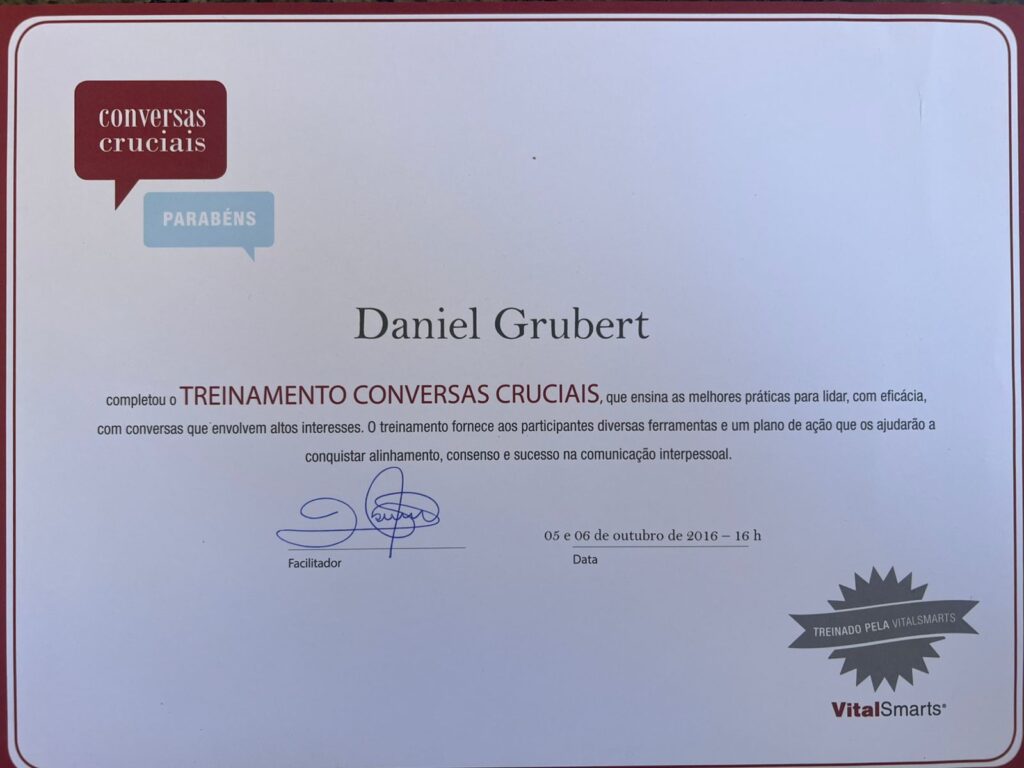 conversas
cruciais
PARABÉNS
Daniel Grubert
completou o TREINAMENTO CONVERSAS CRUCIAIS, que ensina as melhores práticas para lidar, com eficácia,
com conversas que envolvem altos interesses. O treinamento fornece aos participantes diversas ferramentas e um plano de ação que os ajudarão a
conquistar alinhamento, consenso e sucesso na comunicação interpessoal.
05 e 06 de outubro de 2016 – 16 h
Facilitador
Data
TREINADO PELA VITALSMARTS
VitalSmarts®